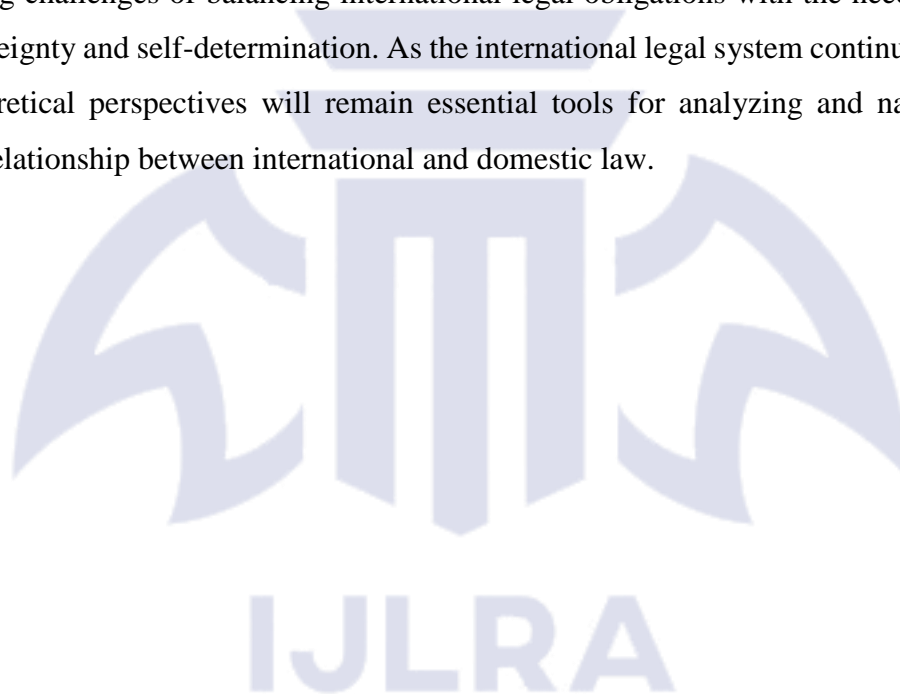 g challenges of balancing international legal obligations with the need
eignty and self-determination. As the international legal system continu
retical perspectives will remain essential tools for analyzing and na
elationship between international and domestic law.
IJLRA